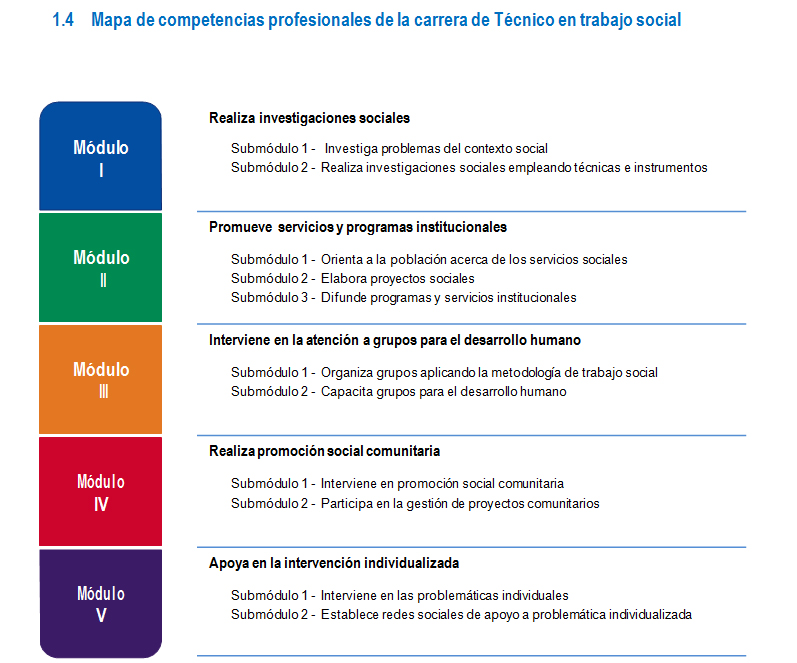 1.4 Mapa de competencias profesionales de la carrera de Técnico en trabajo social
Módulo
I
Realiza investigaciones sociales
Submódulo 1 - Investiga problemas del contexto social
Submódulo 2 - Realiza investigaciones sociales empleando técnicas e instrumentos
Módulo
II
Promueve servicios y programas institucionales
Submódulo 1 - Orienta a la población acerca de los servicios sociales
Submódulo 2 - Elabora proyectos sociales
Submódulo 3 - Difunde programas y servicios institucionales
Módulo
III
Interviene en la atención a grupos para el desarrollo humano
Submódulo 1 - Organiza grupos aplicando la metodología de trabajo social
Submódulo 2 - Capacita grupos para el desarrollo humano
Módulo
IV
Realiza promoción social comunitaria
Submódulo 1 - Interviene en promoción social comunitaria
Submódulo 2 - Participa en la gestión de proyectos comunitarios
Módulo
V
Apoya en la intervención individualizada
Submódulo 1 - Interviene en las problemáticas individuales
Submódulo 2 - Establece redes sociales de apoyo a problemática individualizada